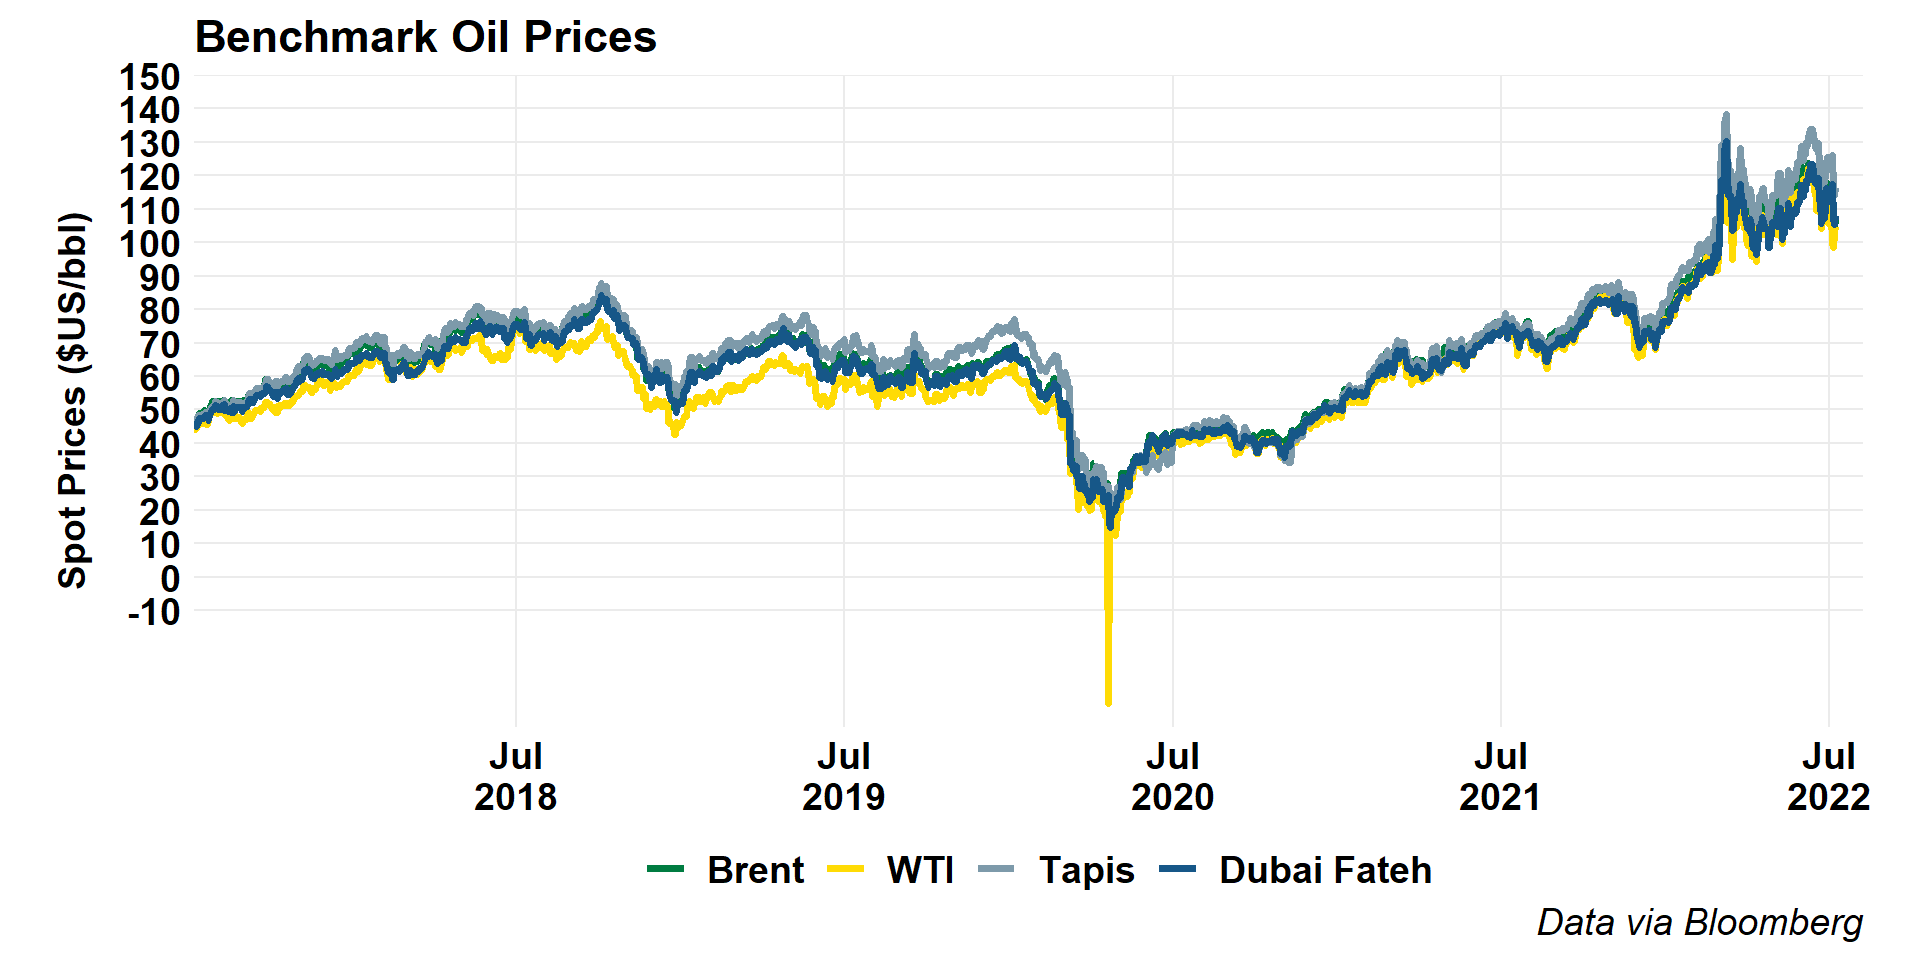 Benchmark Oil Prices
Spot Prices ($US/bbl)
150
140
130
120
110
100
90
80
70
60
50
40
30
20
10
0
-10
Jul 2018
Jul 2019
Jul 2020
Jul 2021
Jul 2022
Brent WTI Tapis Dubai Fateh
Data via Bloomberg